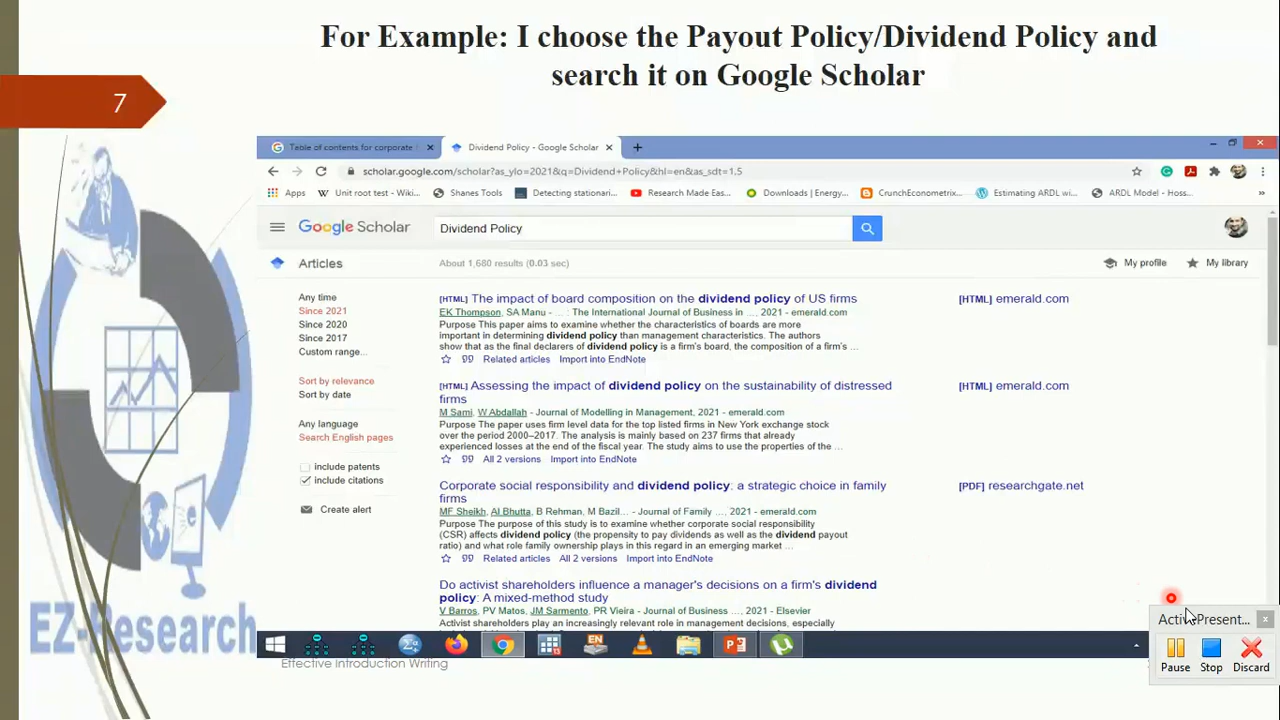 For Example: I choose the Payout Policy/Dividend Policy and
search it on Google Scholar
7
Table of contents for corporate
Dividend Policy - Google Scholar
scholar.google.com/scholar?as_ylo=2021&q=Dividend+Policy&hl=en&as_sdt=1,5
Apps
Unit root test - Wiki...
Shanes Tools
Detecting stationari...
Research Made Eas...
Downloads | Energy...
CrunchEconometrix...
Estimating ARDL wi...
ARDL Model - Hoss...
»
Google Scholar
Dividend Policy
Articles
About 1,680 results (0.03 sec)
My profile
My library
Any time
Since 2021
Since 2020
Since 2017
Custom range...
Sort by relevance
Sort by date
Any language
Search English pages
include patents
include citations
Create alert
[HTML] The impact of board composition on the dividend policy of US firms
EK Thompson, SA Manu - ... : The International Journal of Business in ..., 2021 - emerald.com
Purpose This paper aims to examine whether the characteristics of boards are more
important in determining dividend policy than management characteristics. The authors
show that as the final declarers of dividend policy is a firm's board, the composition of a firm's ...
Related articles Import into EndNote
[HTML] emerald.com
[HTML] Assessing the impact of dividend policy on the sustainability of distressed
firms
M Sami, W Abdallah - Journal of Modelling in Management, 2021 - emerald.com
Purpose The paper uses firm level data for the top listed firms in New York exchange stock
over the period 2000–2017. The analysis is mainly based on 237 firms that already
experienced losses at the end of the fiscal year. The study aims to use the properties of the ...
All 2 versions Import into EndNote
[HTML] emerald.com
Corporate social responsibility and dividend policy: a strategic choice in family
firms
MF Sheikh, AI Bhutta, B Rehman, M Bazil... - Journal of Family ..., 2021 - emerald.com
Purpose The purpose of this study is to examine whether corporate social responsibility
(CSR) affects dividend policy (the propensity to pay dividends as well as the dividend payout
ratio) and what role family ownership plays in this regard in an emerging market ...
Related articles All 2 versions Import into EndNote
[PDF] researchgate.net
Do activist shareholders influence a manager's decisions on a firm's dividend
policy: A mixed-method study
V Barros, PV Matos, JM Sarmento, PR Vieira - Journal of Business ..., 2021 - Elsevier
Activist shareholders play an increasingly relevant role in management decisions, especially
EZ-Research
EN
Effective Introduction Writing
Present...
Pause
Stop
Discard